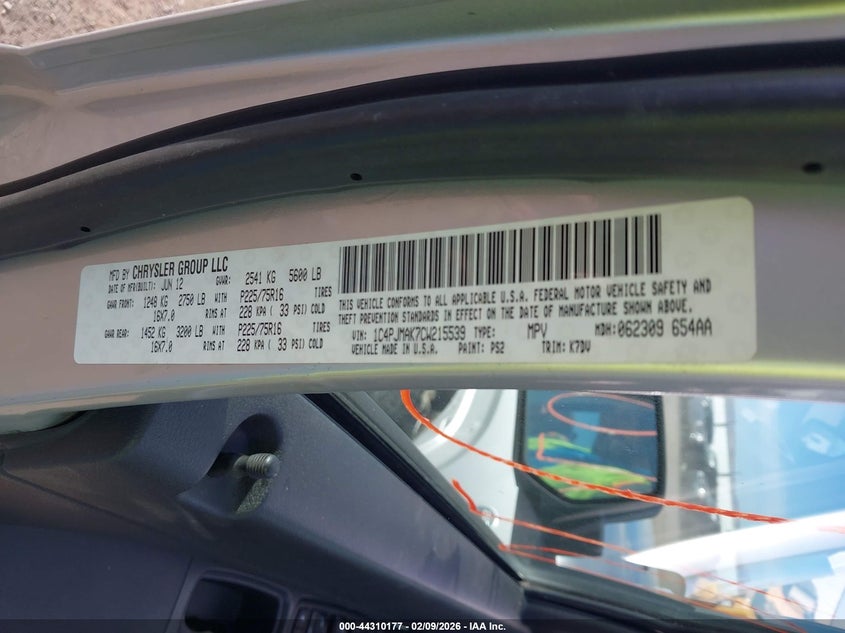 MFD BY CHRYSLER GROUP LLC
DATE OF MFR(BUILT): JUN 12 GVWR: 2541 KG 5600 LB
GAWR FRONT: 1248 KG 2750 LB WITH P225/75R16 TIRES
16X7.0 RIMS AT 228 KPA ( 33 PSI) COLD
GAWR REAR: 1452 KG 3200 LB WITH P225/75R16 TIRES
16X7.0 RIMS AT 228 KPA ( 33 PSI) COLD
THIS VEHICLE CONFORMS TO ALL APPLICABLE U.S.A. FEDERAL MOTOR VEHICLE SAFETY AND
THEFT PREVENTION STANDARDS IN EFFECT ON THE DATE OF MANUFACTURE SHOWN ABOVE.
VIN: 1C4PJMAK7CW215539 TYPE: MPV MDH: 062309 654AA
VEHICLE MADE IN U.S.A. PAINT: PS2 TRIM: K7DV
000-44310177 - 02/09/2026 - IAA Inc.